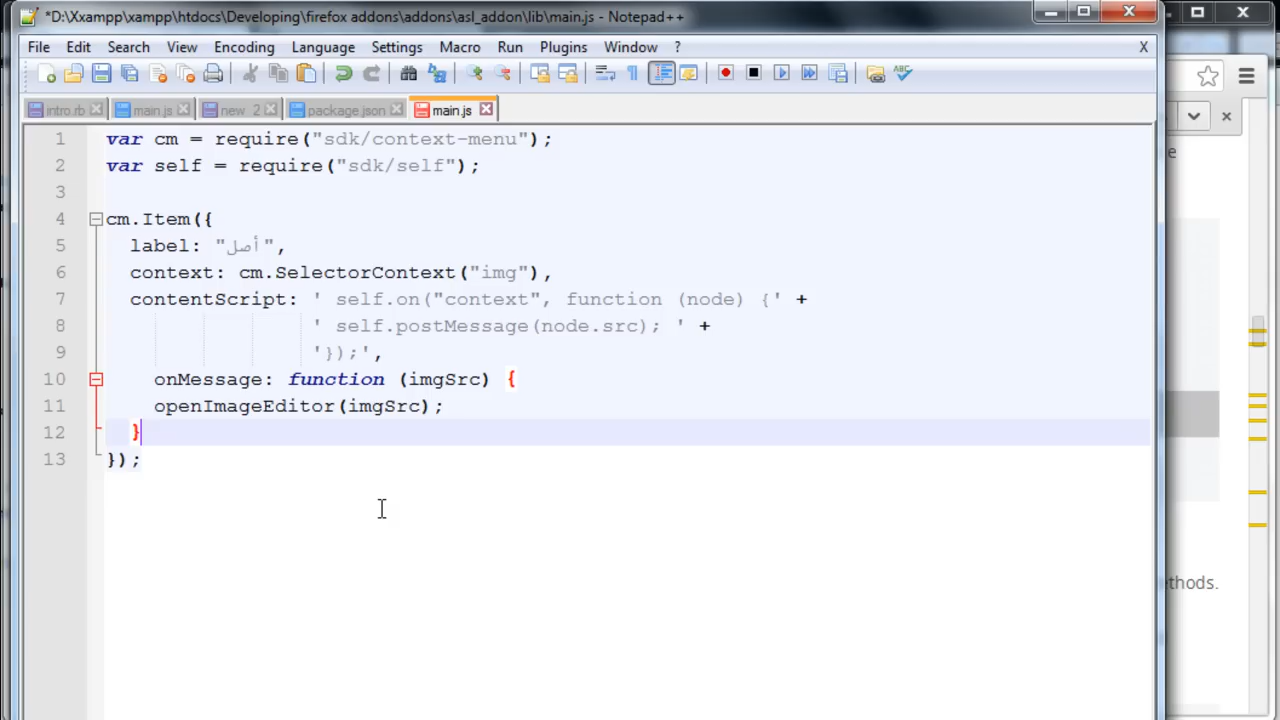 *D:\Xxampp\xampp\htdocs\Developing\firefox addons\addons\asl_addon\lib\main.js - Notepad++
File Edit Search View Encoding Language Settings Macro Run Plugins Window ? X
intro.rb main.js new 2 package.json main.js
1 var cm = require("sdk/context-menu");
2 var self = require("sdk/self");
3
4 cm.Item({
5 label: "أصل",
6 context: cm.SelectorContext("img"),
7 contentScript: ' self.on("context", function (node) {' +
8 ' self.postMessage(node.src); ' +
9 '});',
10 onMessage: function (imgSrc) {
11 openImageEditor(imgSrc);
12 }
13 });
e
thods.